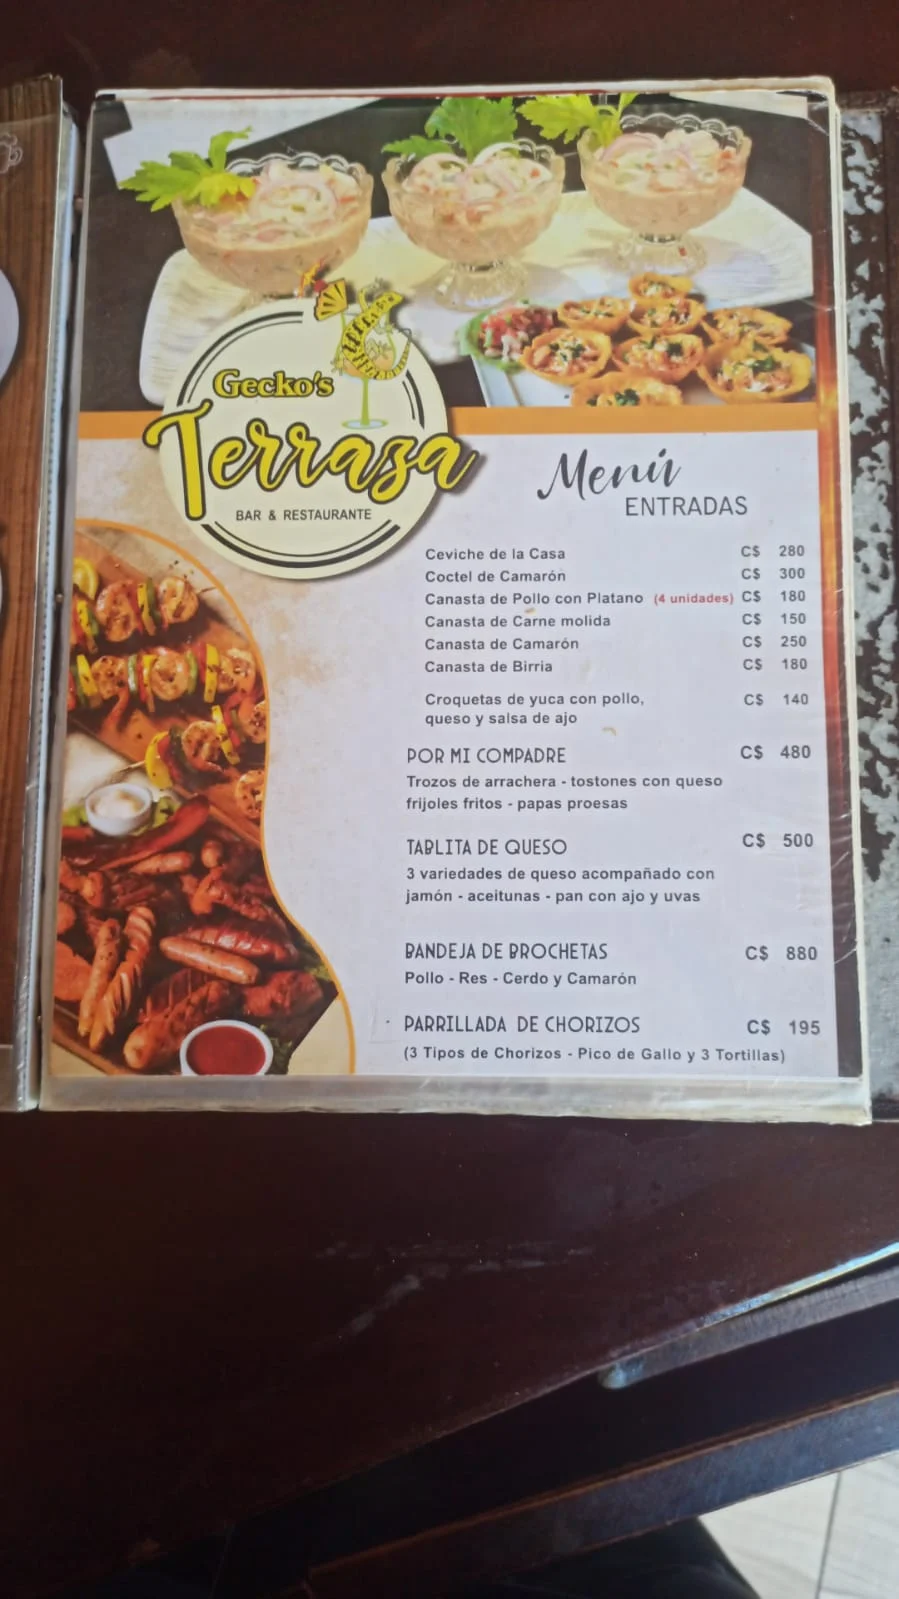 Gecko's
Terraza
BAR & RESTAURANTE
Menú
ENTRADAS
Ceviche de la Casa C$ 280
Coctel de Camarón C$ 300
Canasta de Pollo con Platano (4 unidades) C$ 180
Canasta de Carne molida C$ 150
Canasta de Camarón C$ 250
Canasta de Birria C$ 180
Croquetas de yuca con pollo, C$ 140
queso y salsa de ajo
POR MI COMPADRE C$ 480
Trozos de arrachera - tostones con queso
frijoles fritos - papas proesas
TABLITA DE QUESO C$ 500
3 variedades de queso acompañado con
jamón - aceitunas - pan con ajo y uvas
BANDEJA DE BROCHETAS C$ 880
Pollo - Res - Cerdo y Camarón
PARRILLADA DE CHORIZOS C$ 195
(3 Tipos de Chorizos - Pico de Gallo y 3 Tortillas)